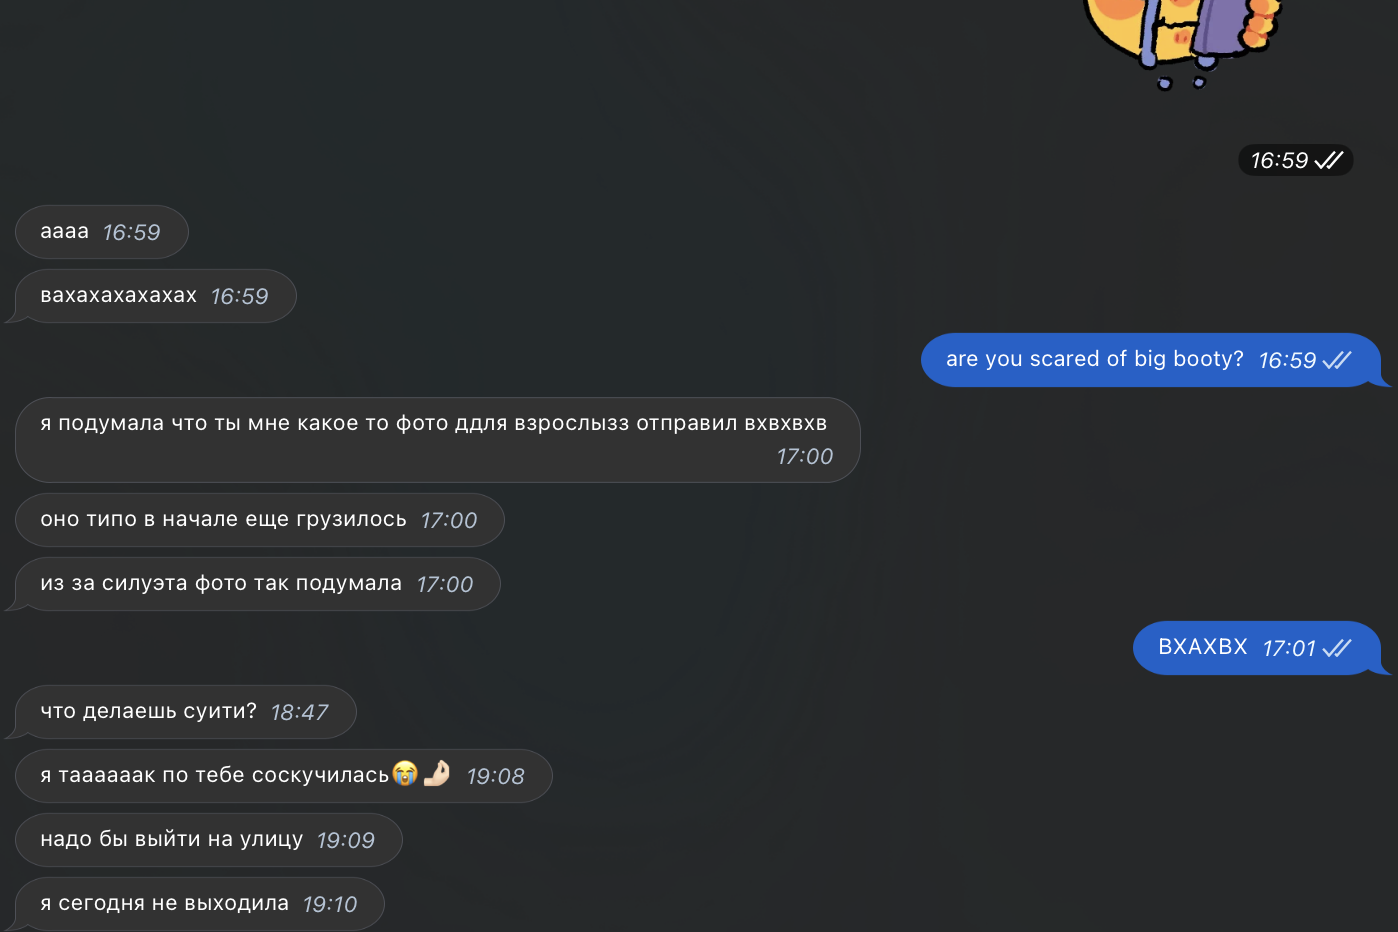 16:59
аааа 16:59
вахахахахахах 16:59
are you scared of big booty? 16:59
я подумала что ты мне какое то фото ддля взрослызз отправил вхвхвхв
17:00
оно типо в начале еще грузилось 17:00
из за силуэта фото так подумала 17:00
ВХАХВХ 17:01
что делаешь суити? 18:47
я таааааак по тебе соскучилась😭🤌🏻 19:08
надо бы выйти на улицу 19:09
я сегодня не выходила 19:10